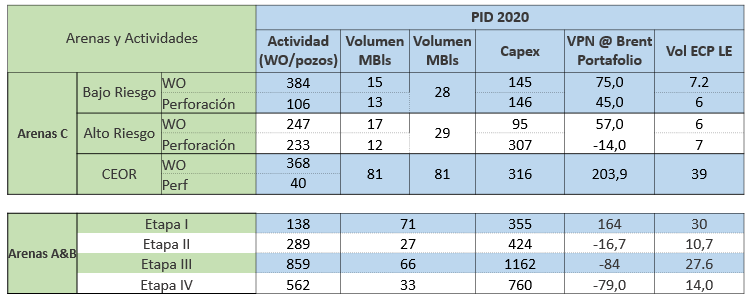 Arenas y Actividades
PID 2020
Actividad (WO/pozos) Volumen MBls Volumen MBls Capex VPN @ Brent Portafolio Vol ECP LE
Arenas C
Bajo Riesgo WO 384 15 28 145 75,0 7.2
Perforación 106 13 146 45,0 6
Alto Riesgo WO 247 17 29 95 57,0 6
Perforación 233 12 307 -14,0 7
CEOR WO 368 81 81 316 203,9 39
Perf 40
Arenas A&B
Etapa I 138 71 355 164 30
Etapa II 289 27 424 -16,7 10,7
Etapa III 859 66 1162 -84 27.6
Etapa IV 562 33 760 -79,0 14,0